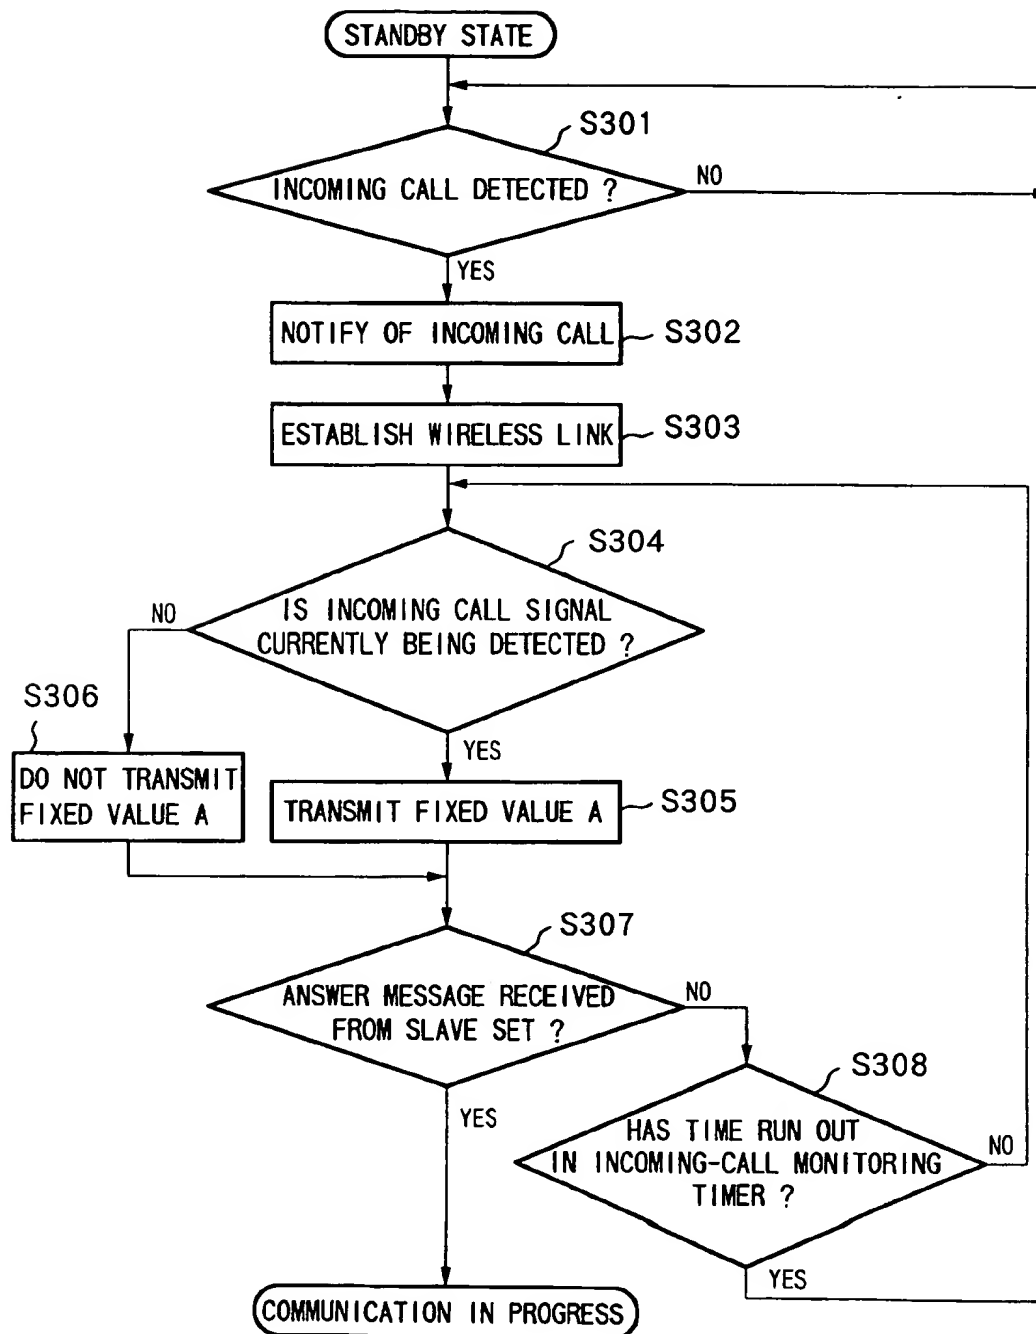 STANDBY STATE
S301
INCOMING CALL DETECTED ?
NO
YES
NOTIFY OF INCOMING CALL
S302
ESTABLISH WIRELESS LINK
S303
S304
NO
IS INCOMING CALL SIGNAL
CURRENTLY BEING DETECTED ?
S306
YES
DO NOT TRANSMIT
FIXED VALUE A
TRANSMIT FIXED VALUE A
S305
S307
ANSWER MESSAGE RECEIVED
FROM SLAVE SET ?
NO
S308
YES
HAS TIME RUN OUT
IN INCOMING-CALL MONITORING
TIMER ?
NO
YES
COMMUNICATION IN PROGRESS